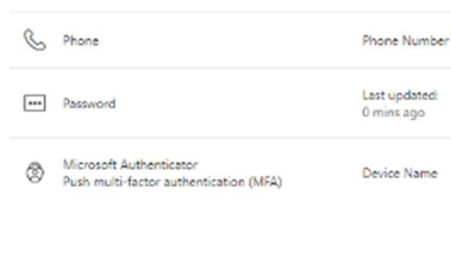 Phone
Phone Number
Password
Last updated:
0 mins ago
Microsoft Authenticator
Push multi-factor authentication (MFA)
Device Name